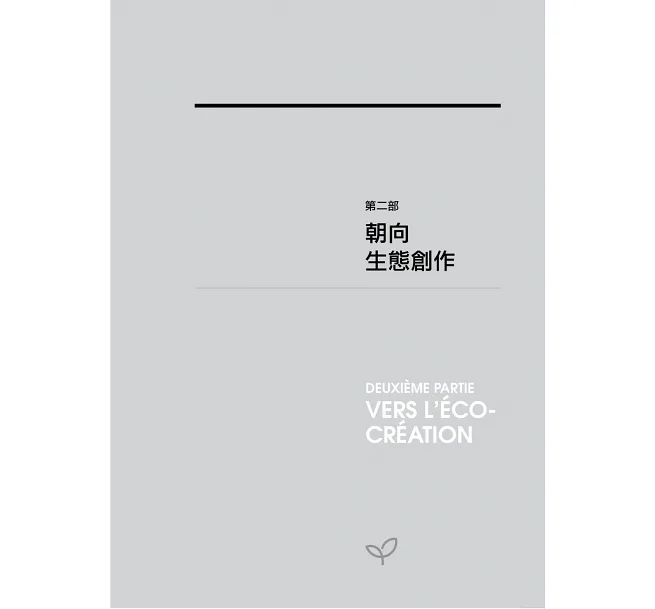 第二部
朝向
生態創作
DEUXIÈME PARTIE
VERS L’ÉCO-
CRÉATION